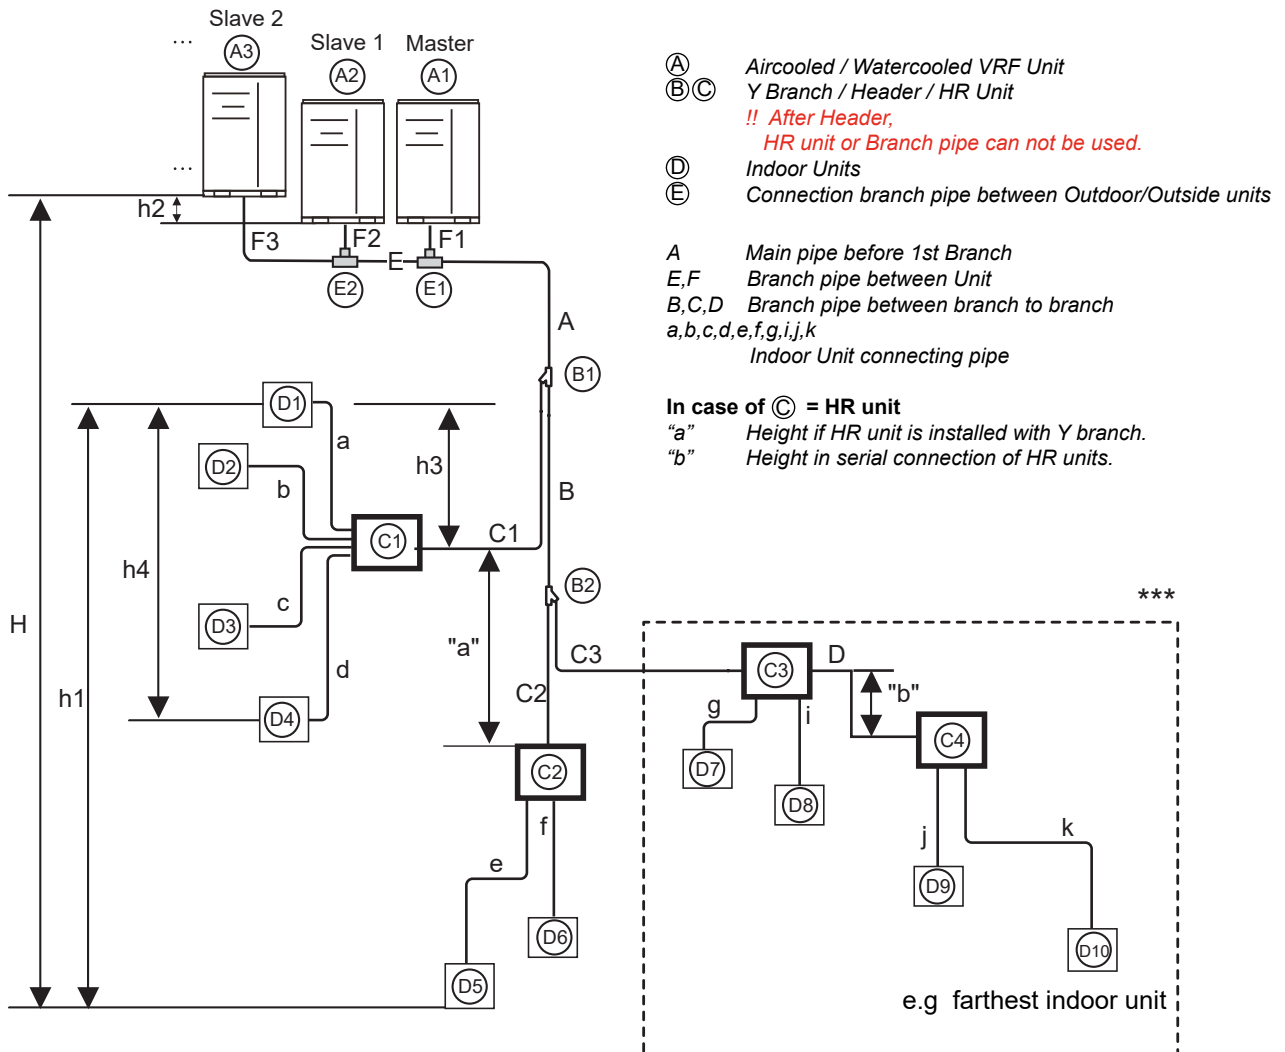 Slave 2
...
A3
Slave 1
Master
A2
A1
...
h2
F3
F2
F1
E
E2
E1
A
B1
D1
a
D2
b
h3
B
C1
C1
h4
B2
c
D3
H
"a"
C3
d
C2
h1
D4
C2
f
e
D6
D5
***
C3
D
"b"
g
i
C4
D7
D8
j
k
D9
D10
e.g farthest indoor unit
Ⓐ Aircooled / Watercooled VRF Unit
ⒷⒸ Y Branch / Header / HR Unit
!! After Header,
HR unit or Branch pipe can not be used.
Ⓓ Indoor Units
Ⓔ Connection branch pipe between Outdoor/Outside units
A Main pipe before 1st Branch
E,F Branch pipe between Unit
B,C,D Branch pipe between branch to branch
a,b,c,d,e,f,g,i,j,k
Indoor Unit connecting pipe
In case of Ⓒ = HR unit
“a” Height if HR unit is installed with Y branch.
“b” Height in serial connection of HR units.